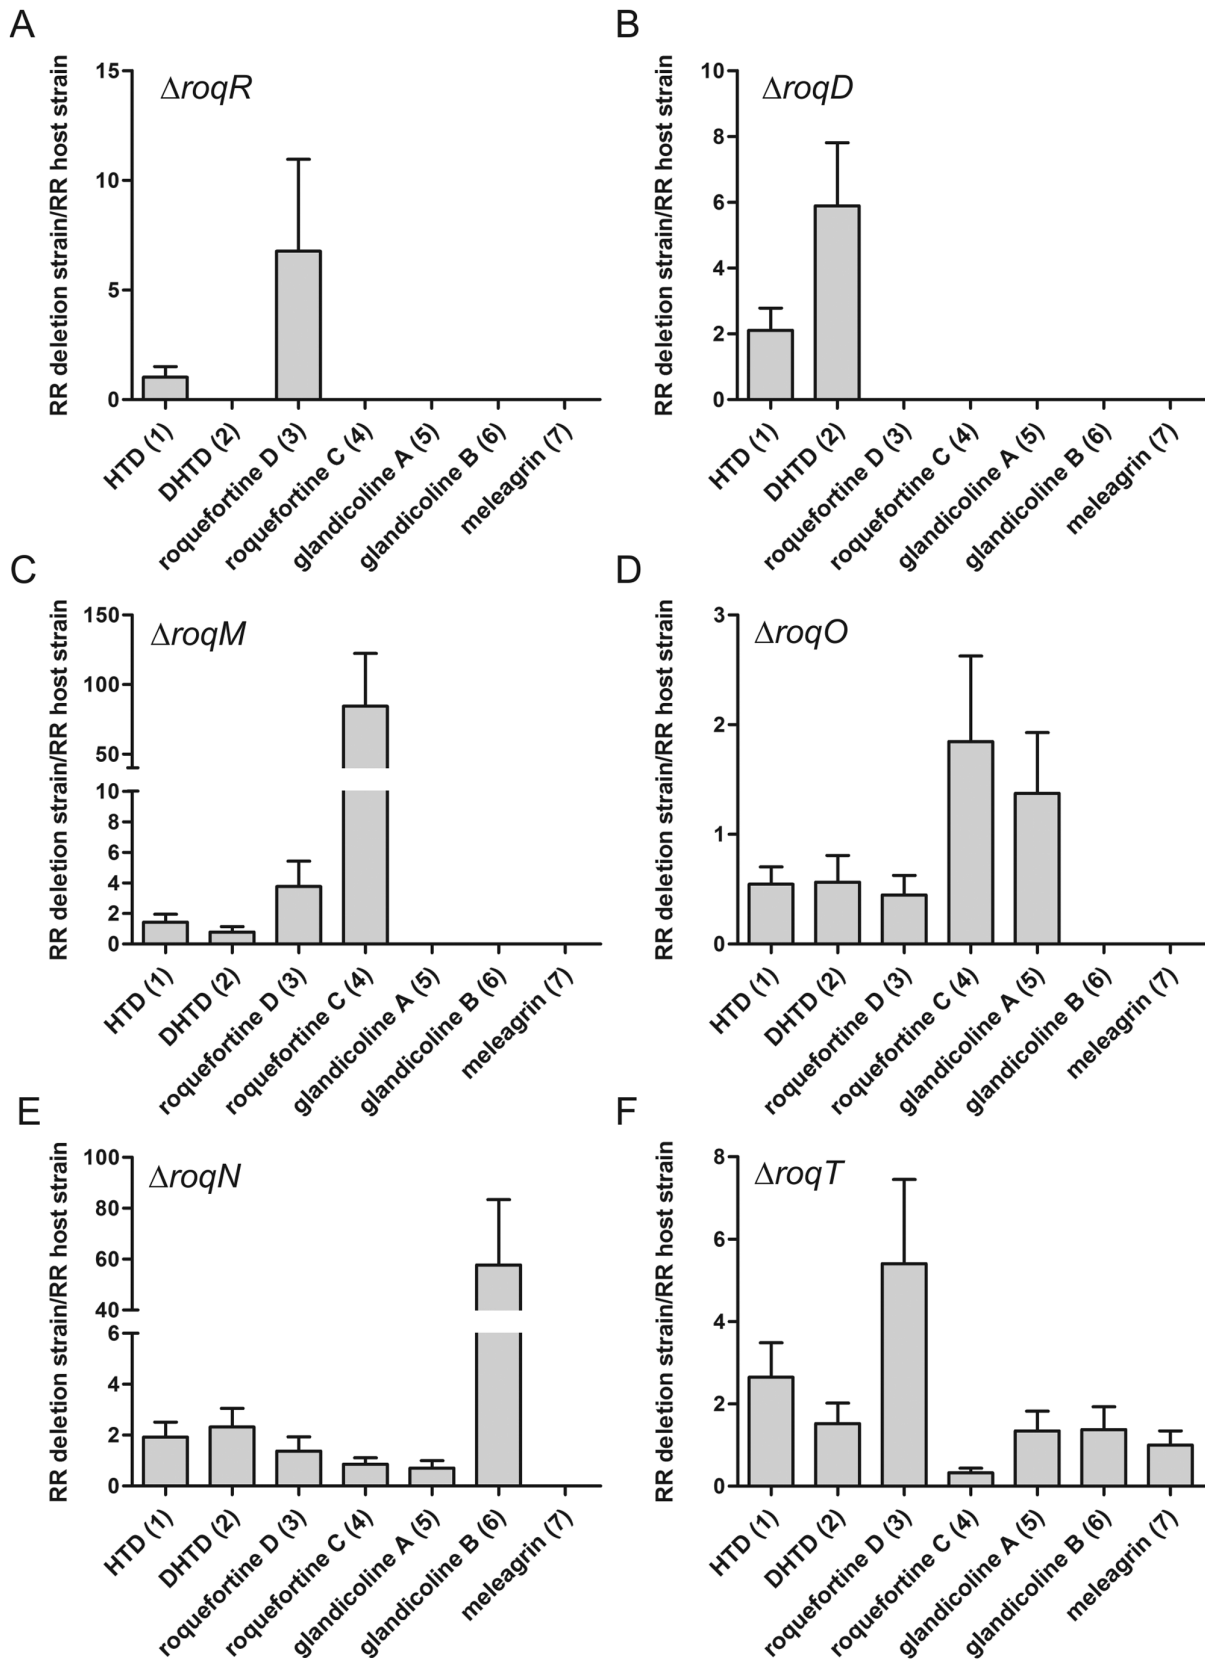 A
RR deletion strain/RR host strain
15
10
5
0
ΔroqR
HTD (1)
DHTD (2)
roquefortine D (3)
roquefortine C (4)
glandicoline A (5)
glandicoline B (6)
meleagrin (7)
B
RR deletion strain/RR host strain
10
8
6
4
2
0
ΔroqD
HTD (1)
DHTD (2)
roquefortine D (3)
roquefortine C (4)
glandicoline A (5)
glandicoline B (6)
meleagrin (7)
C
RR deletion strain/RR host strain
150
100
50
10
8
6
4
2
0
ΔroqM
HTD (1)
DHTD (2)
roquefortine D (3)
roquefortine C (4)
glandicoline A (5)
glandicoline B (6)
meleagrin (7)
D
RR deletion strain/RR host strain
3
2
1
0
ΔroqO
HTD (1)
DHTD (2)
roquefortine D (3)
roquefortine C (4)
glandicoline A (5)
glandicoline B (6)
meleagrin (7)
E
RR deletion strain/RR host strain
100
80
60
40
6
4
2
0
ΔroqN
HTD (1)
DHTD (2)
roquefortine D (3)
roquefortine C (4)
glandicoline A (5)
glandicoline B (6)
meleagrin (7)
F
RR deletion strain/RR host strain
8
6
4
2
0
ΔroqT
HTD (1)
DHTD (2)
roquefortine D (3)
roquefortine C (4)
glandicoline A (5)
glandicoline B (6)
meleagrin (7)